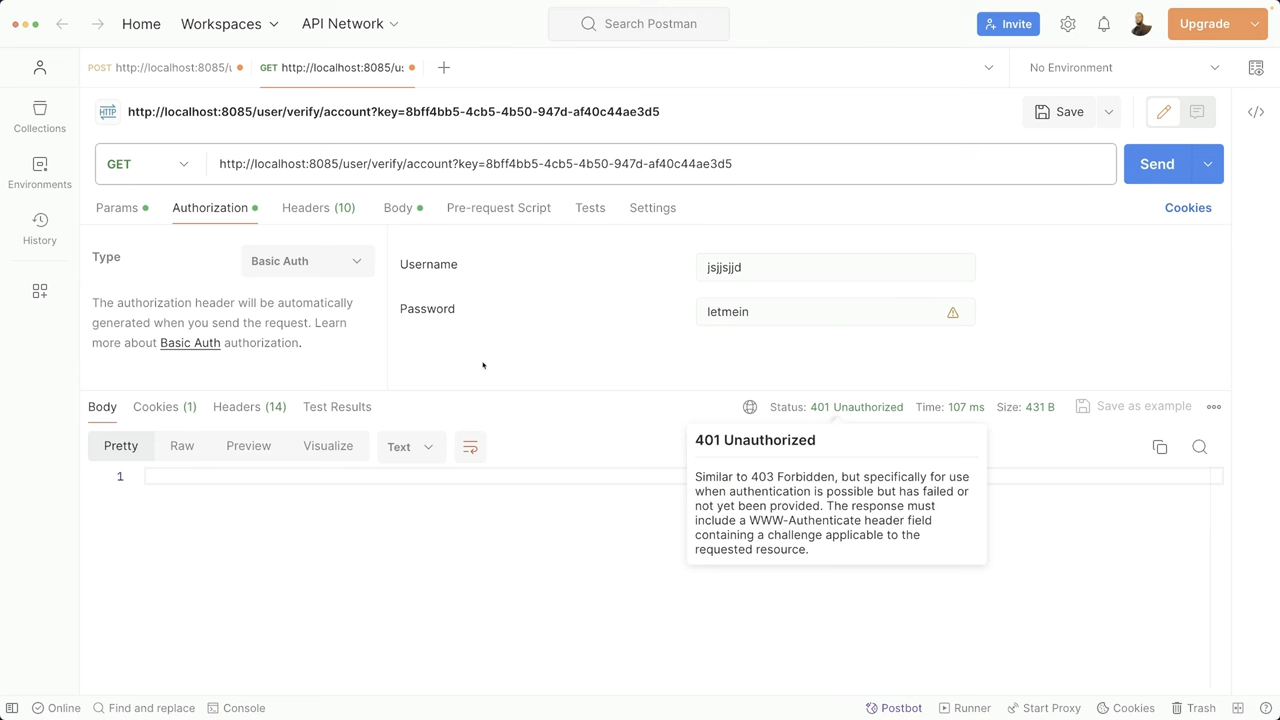 Home
Workspaces
API Network
Search Postman
Invite
Upgrade
POST http://localhost:8085/u
GET http://localhost:8085/us
No Environment
HTTP
http://localhost:8085/user/verify/account?key=8bff4bb5-4cb5-4b50-947d-af40c44ae3d5
Save
GET
http://localhost:8085/user/verify/account?key=8bff4bb5-4cb5-4b50-947d-af40c44ae3d5
Send
Collections
Environments
History
Params
Authorization
Headers (10)
Body
Pre-request Script
Tests
Settings
Cookies
Type
Basic Auth
The authorization header will be automatically
generated when you send the request. Learn
more about Basic Auth authorization.
Username
jsjjsjjd
Password
letmein
Body
Cookies (1)
Headers (14)
Test Results
Status: 401 Unauthorized
Time: 107 ms
Size: 431 B
Save as example
Pretty
Raw
Preview
Visualize
Text
1
401 Unauthorized
Similar to 403 Forbidden, but specifically for use
when authentication is possible but has failed or
not yet been provided. The response must
include a WWW-Authenticate header field
containing a challenge applicable to the
requested resource.
Online
Find and replace
Console
Postbot
Runner
Start Proxy
Cookies
Trash